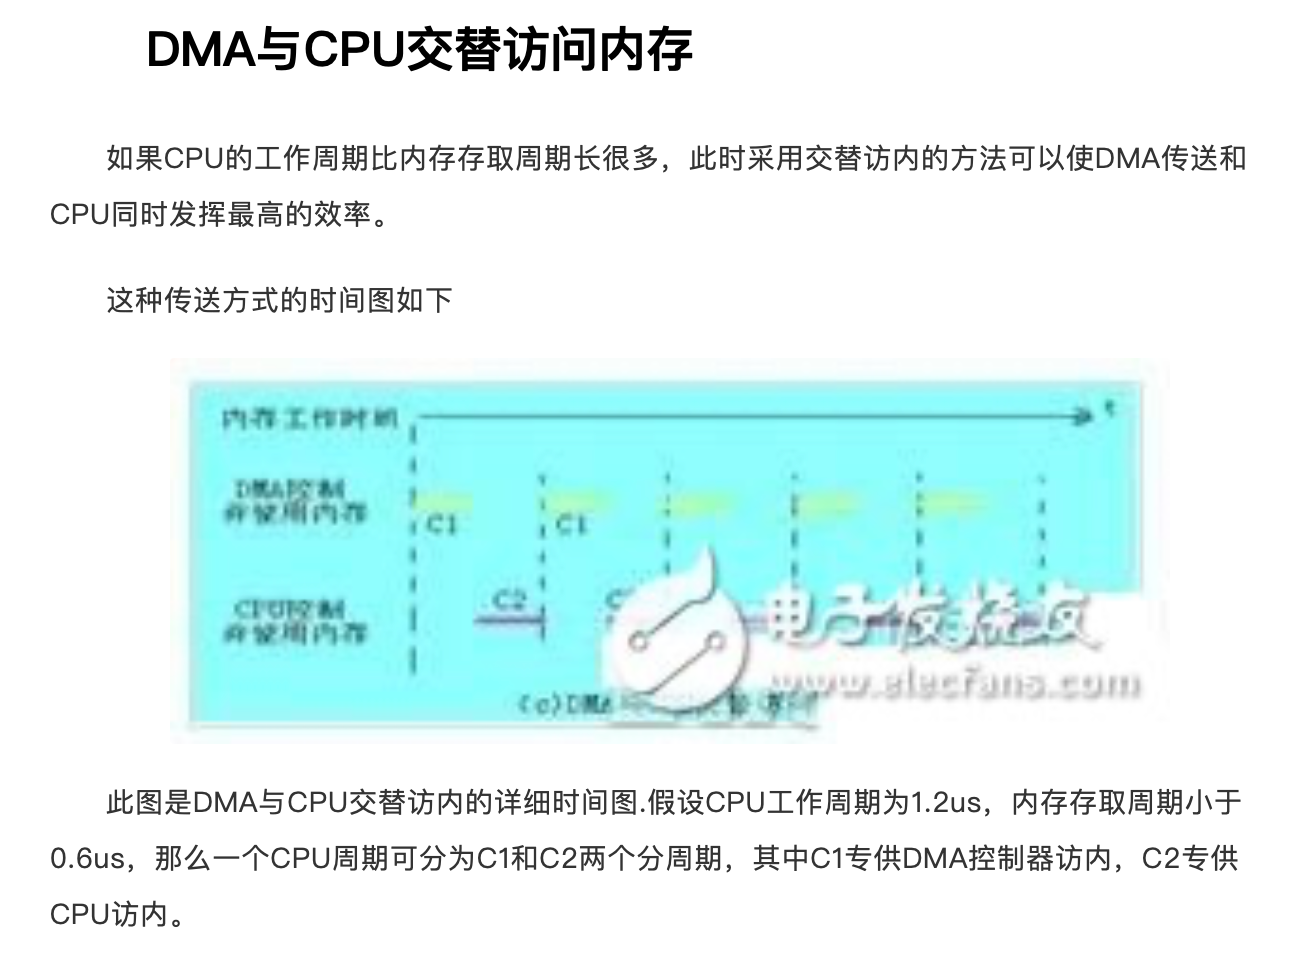 DMA与CPU交替访问内存
如果CPU的工作周期比内存存取周期长很多，此时采用交替访内的方法可以使DMA传送和
CPU同时发挥最高的效率。
这种传送方式的时间图如下
内存工作时间 t
DMA控制
并使用内存
C1 C1
CPU控制
并使用内存
C2
电子发烧友
www.elecfans.com
(c)DMA
此图是DMA与CPU交替访内的详细时间图.假设CPU工作周期为1.2us，内存存取周期小于
0.6us，那么一个CPU周期可分为C1和C2两个分周期，其中C1专供DMA控制器访内，C2专供
CPU访内。